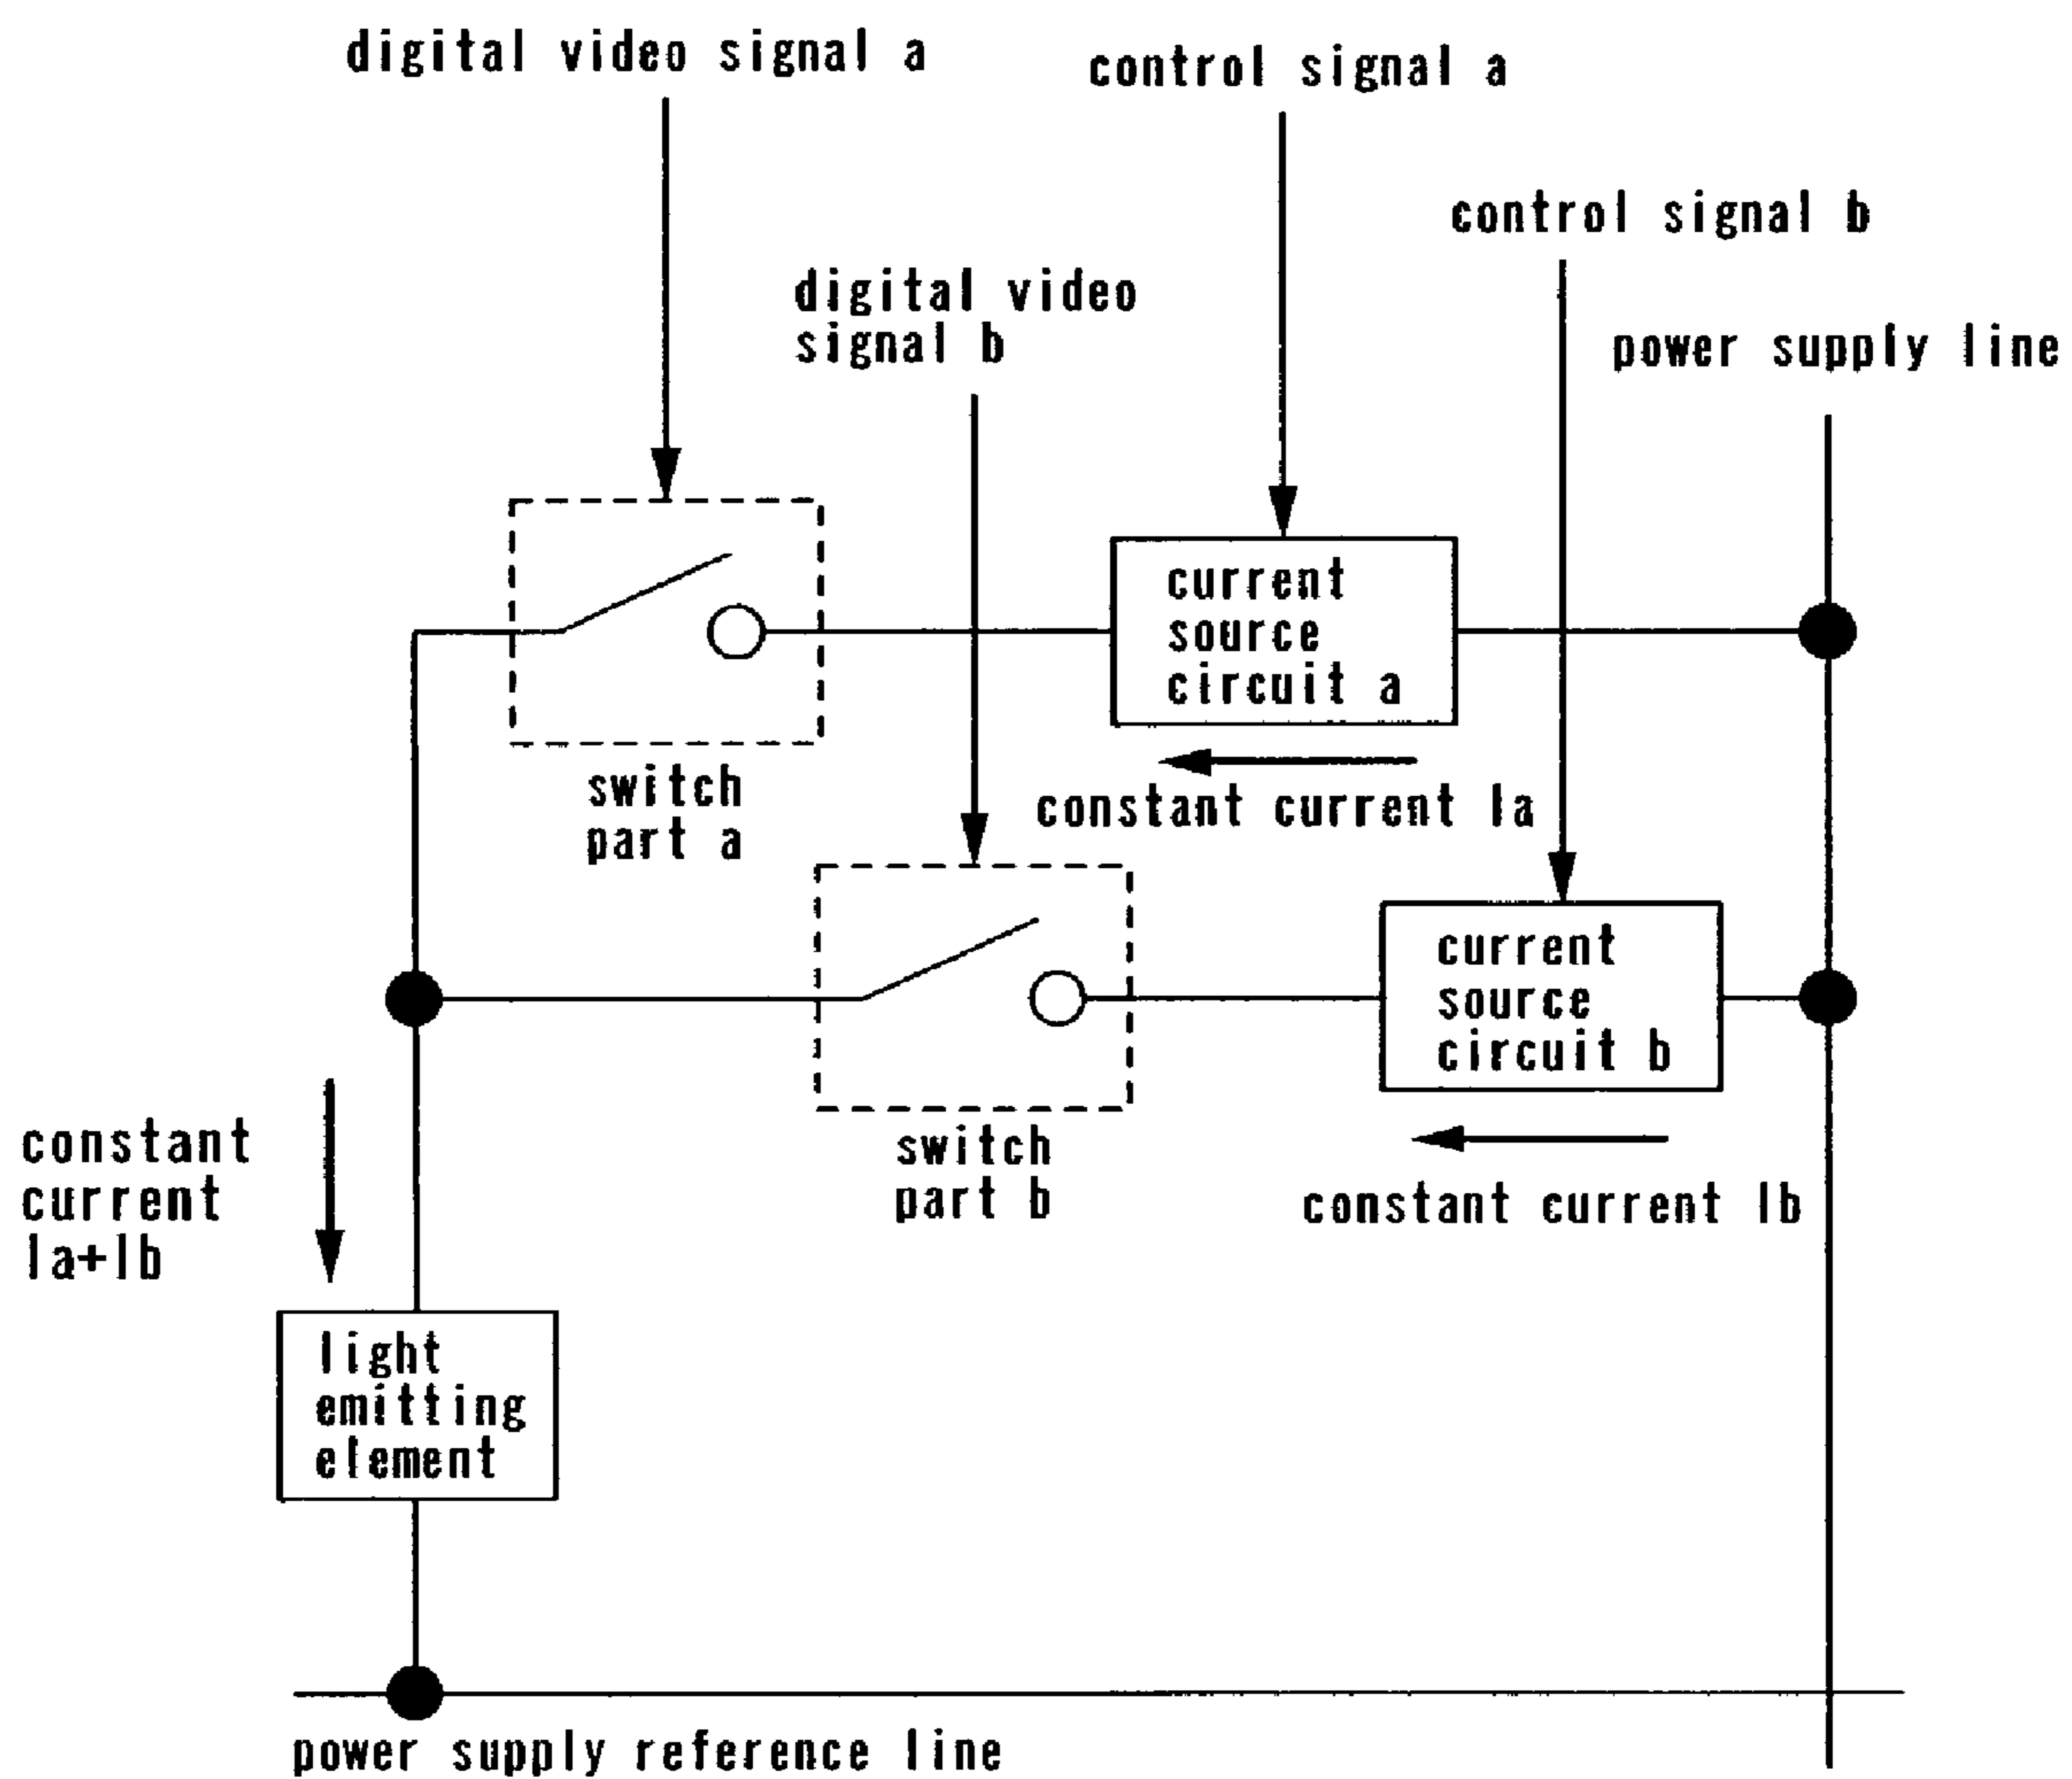 digital video signal a
control signal a
control signal b
digital video
signal b
power supply line
current
source
circuit a
switch
part a
constant current Ia
current
source
circuit b
constant
current
Ia+Ib
switch
part b
constant current Ib
light
emitting
element
power supply reference line